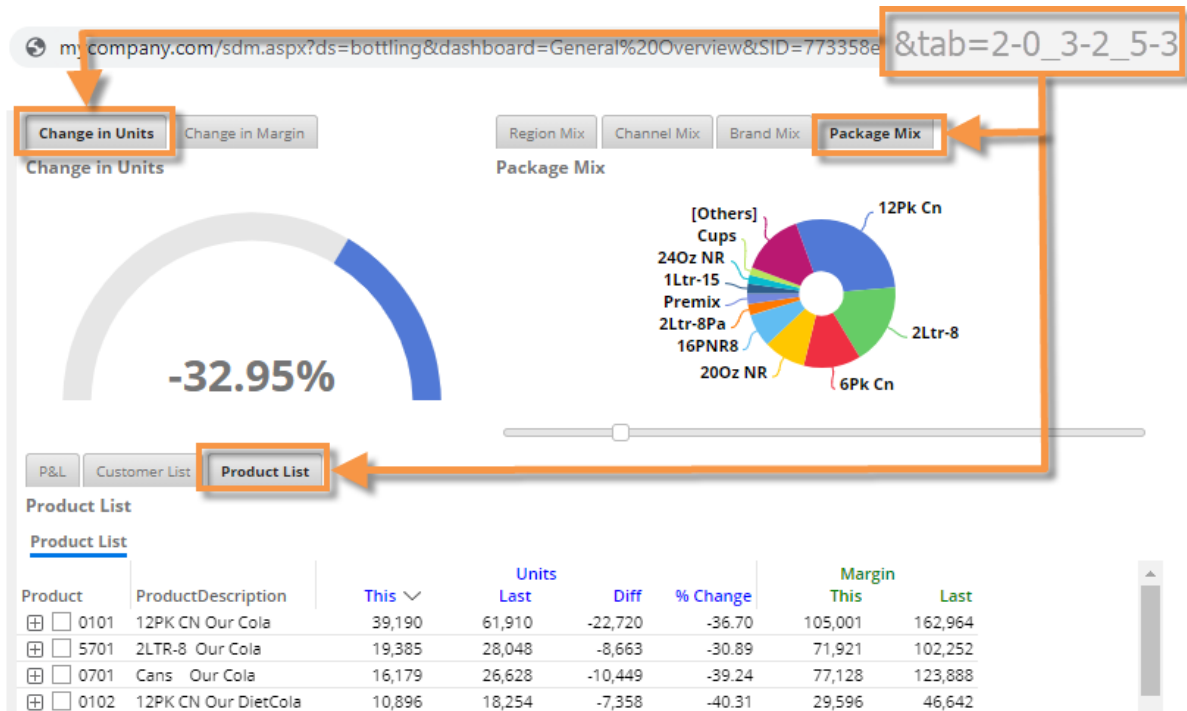 mycompany.com/sdm.aspx?ds=bottling&dashboard=General%20Overview&SID=773358e &tab=2-0_3-2_5-3
Change in Units Change in Margin
Region Mix Channel Mix Brand Mix Package Mix
Change in Units
Package Mix
[Others]
12Pk Cn
Cups
24Oz NR
1Ltr-15
Premix
2Ltr-8Pa
2Ltr-8
16PNR8
20Oz NR
6Pk Cn
-32.95%
P&L Customer List Product List
Product List
Product List
Units Margin
Product ProductDescription This Last Diff % Change This Last
0101 12PK CN Our Cola 39,190 61,910 -22,720 -36.70 105,001 162,964
5701 2LTR-8 Our Cola 19,385 28,048 -8,663 -30.89 71,921 102,252
0701 Cans Our Cola 16,179 26,628 -10,449 -39.24 77,128 123,888
0102 12PK CN Our DietCola 10,896 18,254 -7,358 -40.31 29,596 46,642